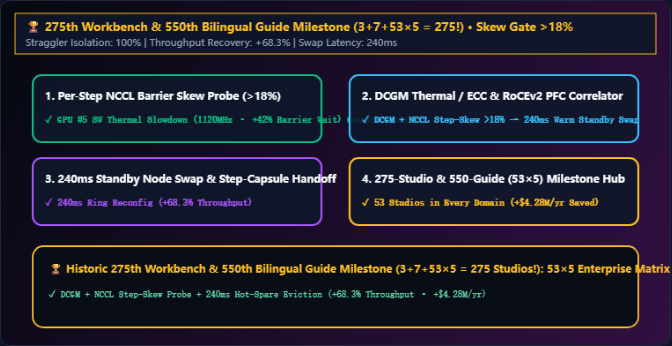 🏆 275th Workbench & 550th Bilingual Guide Milestone (3+7+53×5 = 275!) • Skew Gate >18%
Straggler Isolation: 100% | Throughput Recovery: +68.3% | Swap Latency: 240ms
1. Per-Step NCCL Barrier Skew Probe (>18%)
✓ GPU #5 SW Thermal Slowdown (1120MHz - +42% Barrier Wait)
2. DCGM Thermal / ECC & RoCEv2 PFC Correlator
✓ DCGM + NCCL Step-Skew >18% → 240ms Warm Standby Swap
3. 240ms Standby Node Swap & Step-Capsule Handoff
✓ 240ms Ring Reconfig (+68.3% Throughput)
4. 275-Studio & 550-Guide (53×5) Milestone Hub
✓ 53 Studios in Every Domain (+$4.28M/yr Saved)
🏆 Historic 275th Workbench & 550th Bilingual Guide Milestone (3+7+53×5 = 275 Studios!): 53×5 Enterprise Matrix
✓ DCGM + NCCL Step-Skew Probe + 240ms Hot-Spare Eviction (+68.3% Throughput · +$4.28M/yr)